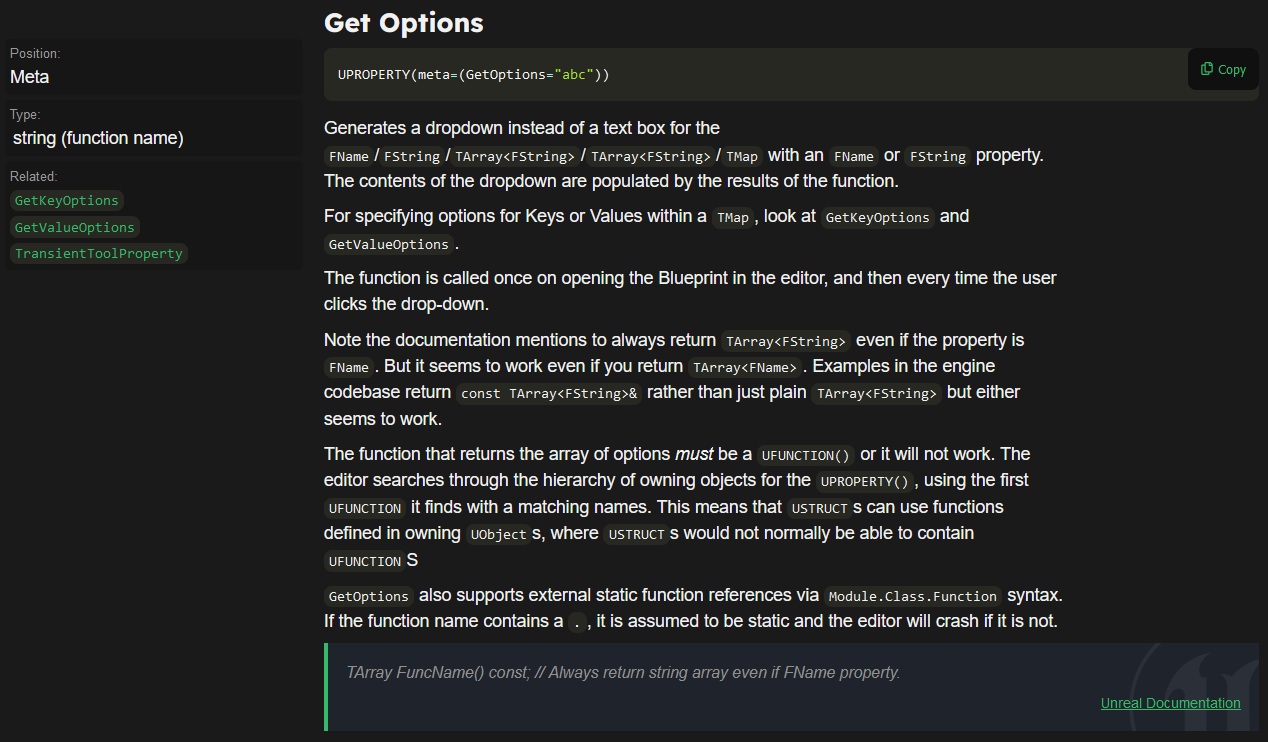 Get Options
Position:
Meta
Type:
string (function name)
Related:
GetKeyOptions
GetValueOptions
TransientToolProperty
UPROPERTY(meta=(GetOptions="abc"))
Copy
Generates a dropdown instead of a text box for the
FName / FString / TArray<FString> / TArray<FString> / TMap with an FName or FString property.
The contents of the dropdown are populated by the results of the function.
For specifying options for Keys or Values within a TMap , look at GetKeyOptions and
GetValueOptions .
The function is called once on opening the Blueprint in the editor, and then every time the user
clicks the drop-down.
Note the documentation mentions to always return TArray<FString> even if the property is
FName . But it seems to work even if you return TArray<FName> . Examples in the engine
codebase return const TArray<FString>& rather than just plain TArray<FString> but either
seems to work.
The function that returns the array of options must be a UFUNCTION() or it will not work. The
editor searches through the hierarchy of owning objects for the UPROPERTY() , using the first
UFUNCTION it finds with a matching names. This means that USTRUCT s can use functions
defined in owning UObject s, where USTRUCT s would not normally be able to contain
UFUNCTION S
GetOptions also supports external static function references via Module.Class.Function syntax.
If the function name contains a . , it is assumed to be static and the editor will crash if it is not.
TArray FuncName() const; // Always return string array even if FName property.
Unreal Documentation